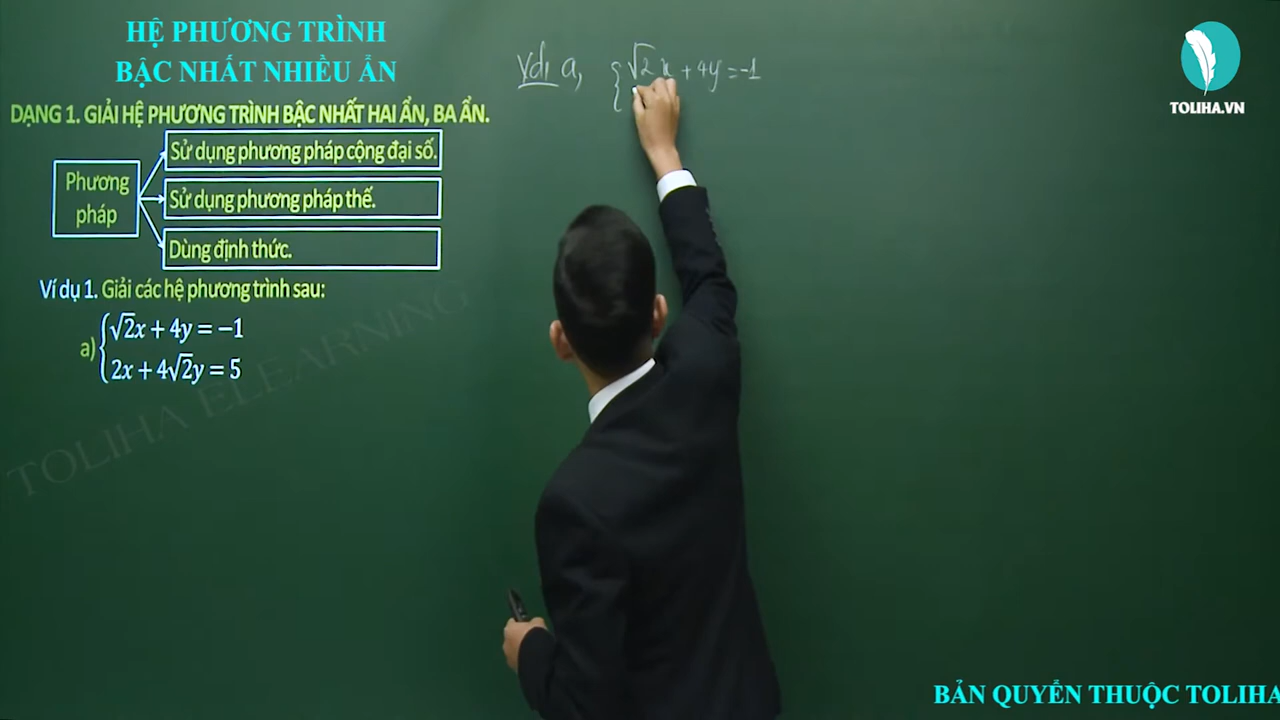 HỆ PHƯƠNG TRÌNH
BẬC NHẤT NHIỀU ẨN
DẠNG 1. GIẢI HỆ PHƯƠNG TRÌNH BẬC NHẤT HAI ẨN, BA ẨN.
Phương
pháp
Sử dụng phương pháp cộng đại số.
Sử dụng phương pháp thế.
Dùng định thức.
Ví dụ 1. Giải các hệ phương trình sau:
a)
√2x + 4y = −1
2x + 4√2y = 5
TOLIHA ELEARNING
Vd1 a, {√2x + 4y = -1
TOLIHA.VN
BẢN QUYỀN THUỘC TOLIHA